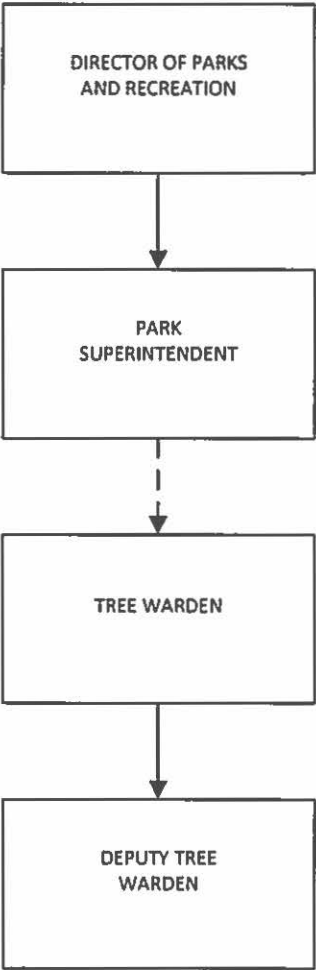 DIRECTOR OF PARKS
AND RECREATION
PARK
SUPERINTENDENT
TREE WARDEN
DEPUTY TREE
WARDEN